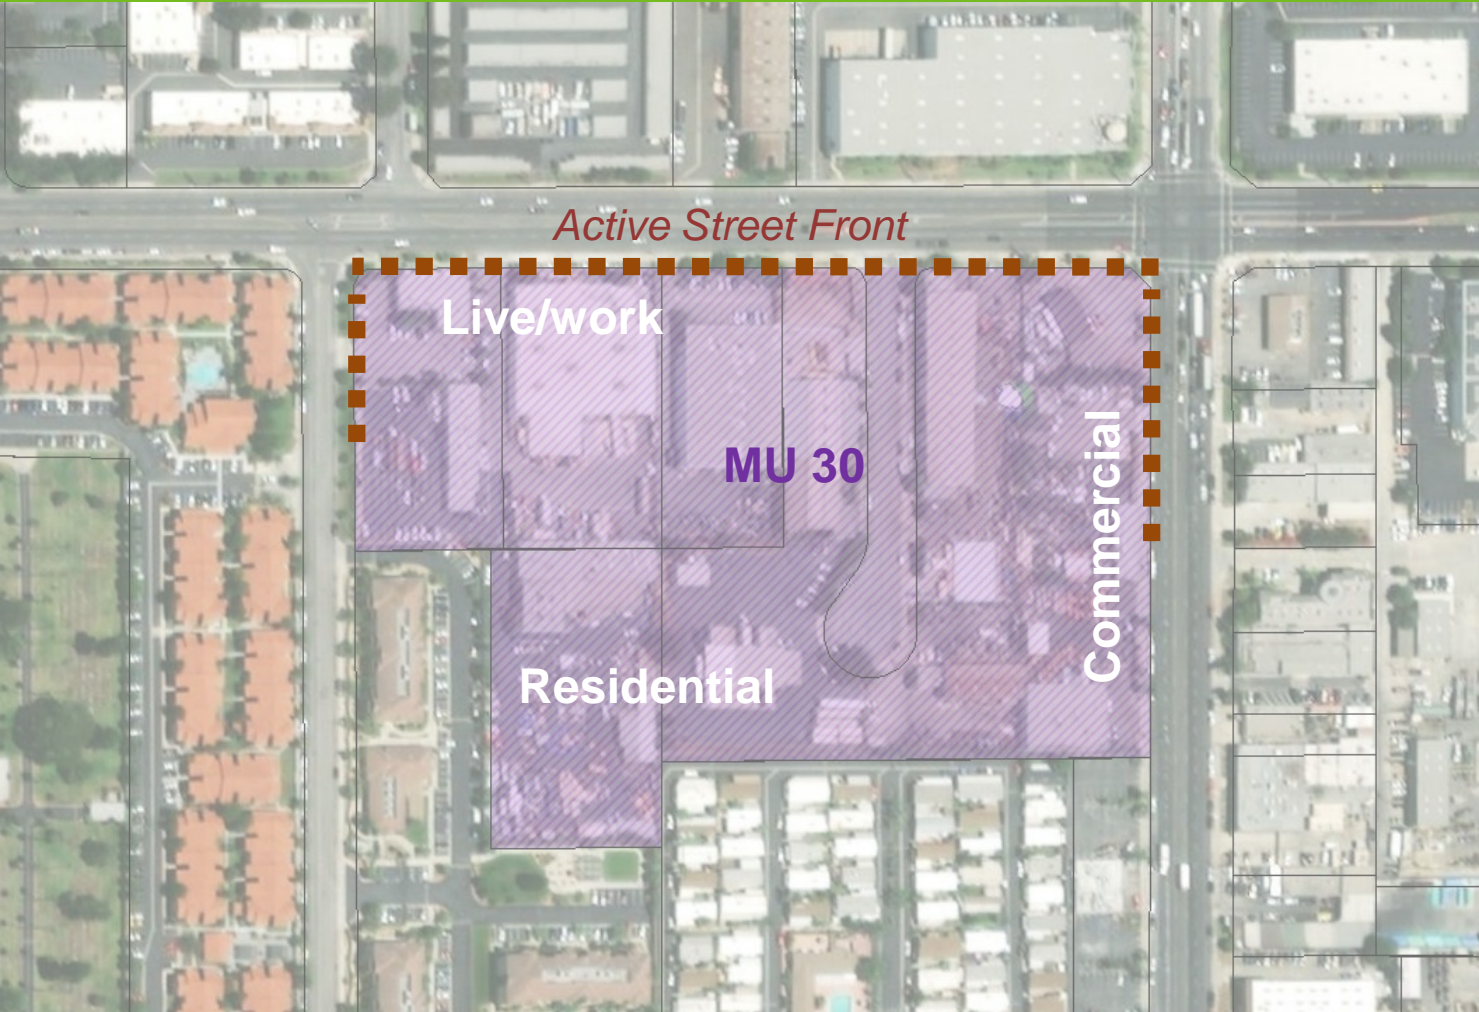 Active Street Front
Live/work
MU 30
Commercial
Residential